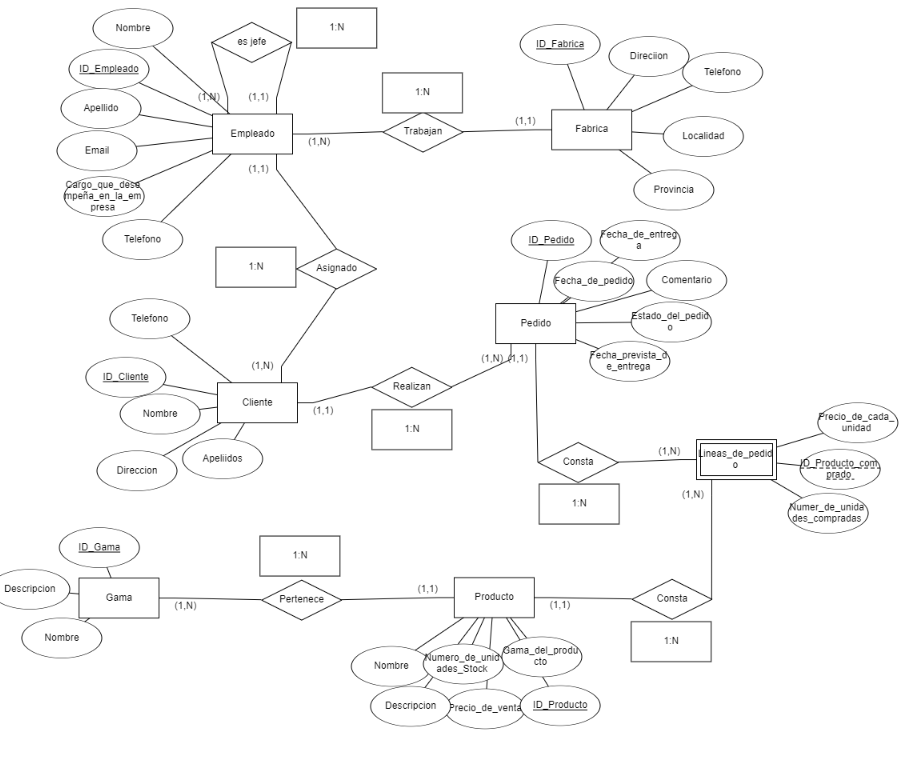 1:N
Nombre
es jefe
ID_Fabrica
Direciion
ID_Empleado
Telefono
(1,N)
(1,1)
1:N
Apellido
(1,1)
Fabrica
Empleado
Trabajan
Localidad
(1,N)
Email
(1,1)
Cargo_que_dese
mpeña_en_la_em
presa
Provincia
Telefono
ID_Pedido
Fecha_de_entreg
a
1:N
Asignado
Fecha_de_pedido
Comentario
Telefono
Pedido
Estado_del_pedid
o
(1,N)
(1,1)
Fecha_prevista_d
e_entrega
(1,N)
ID_Cliente
Realizan
Cliente
(1,1)
Nombre
Precio_de_cada_
unidad
1:N
(1,N)
Apeliidos
Direccion
Consta
Lineas_de_pedid
o
ID_Producto_com
prado
(1,N)
1:N
Numer_de_unida
des_compradas
ID_Gama
1:N
Descripcion
(1,1)
Gama
Pertenece
Producto
Consta
(1,N)
(1,1)
Nombre
1:N
Nombre
Numero_de_unid
ades_Stock
Gama_del_produ
cto
Descripcion
Precio_de_venta
ID_Producto